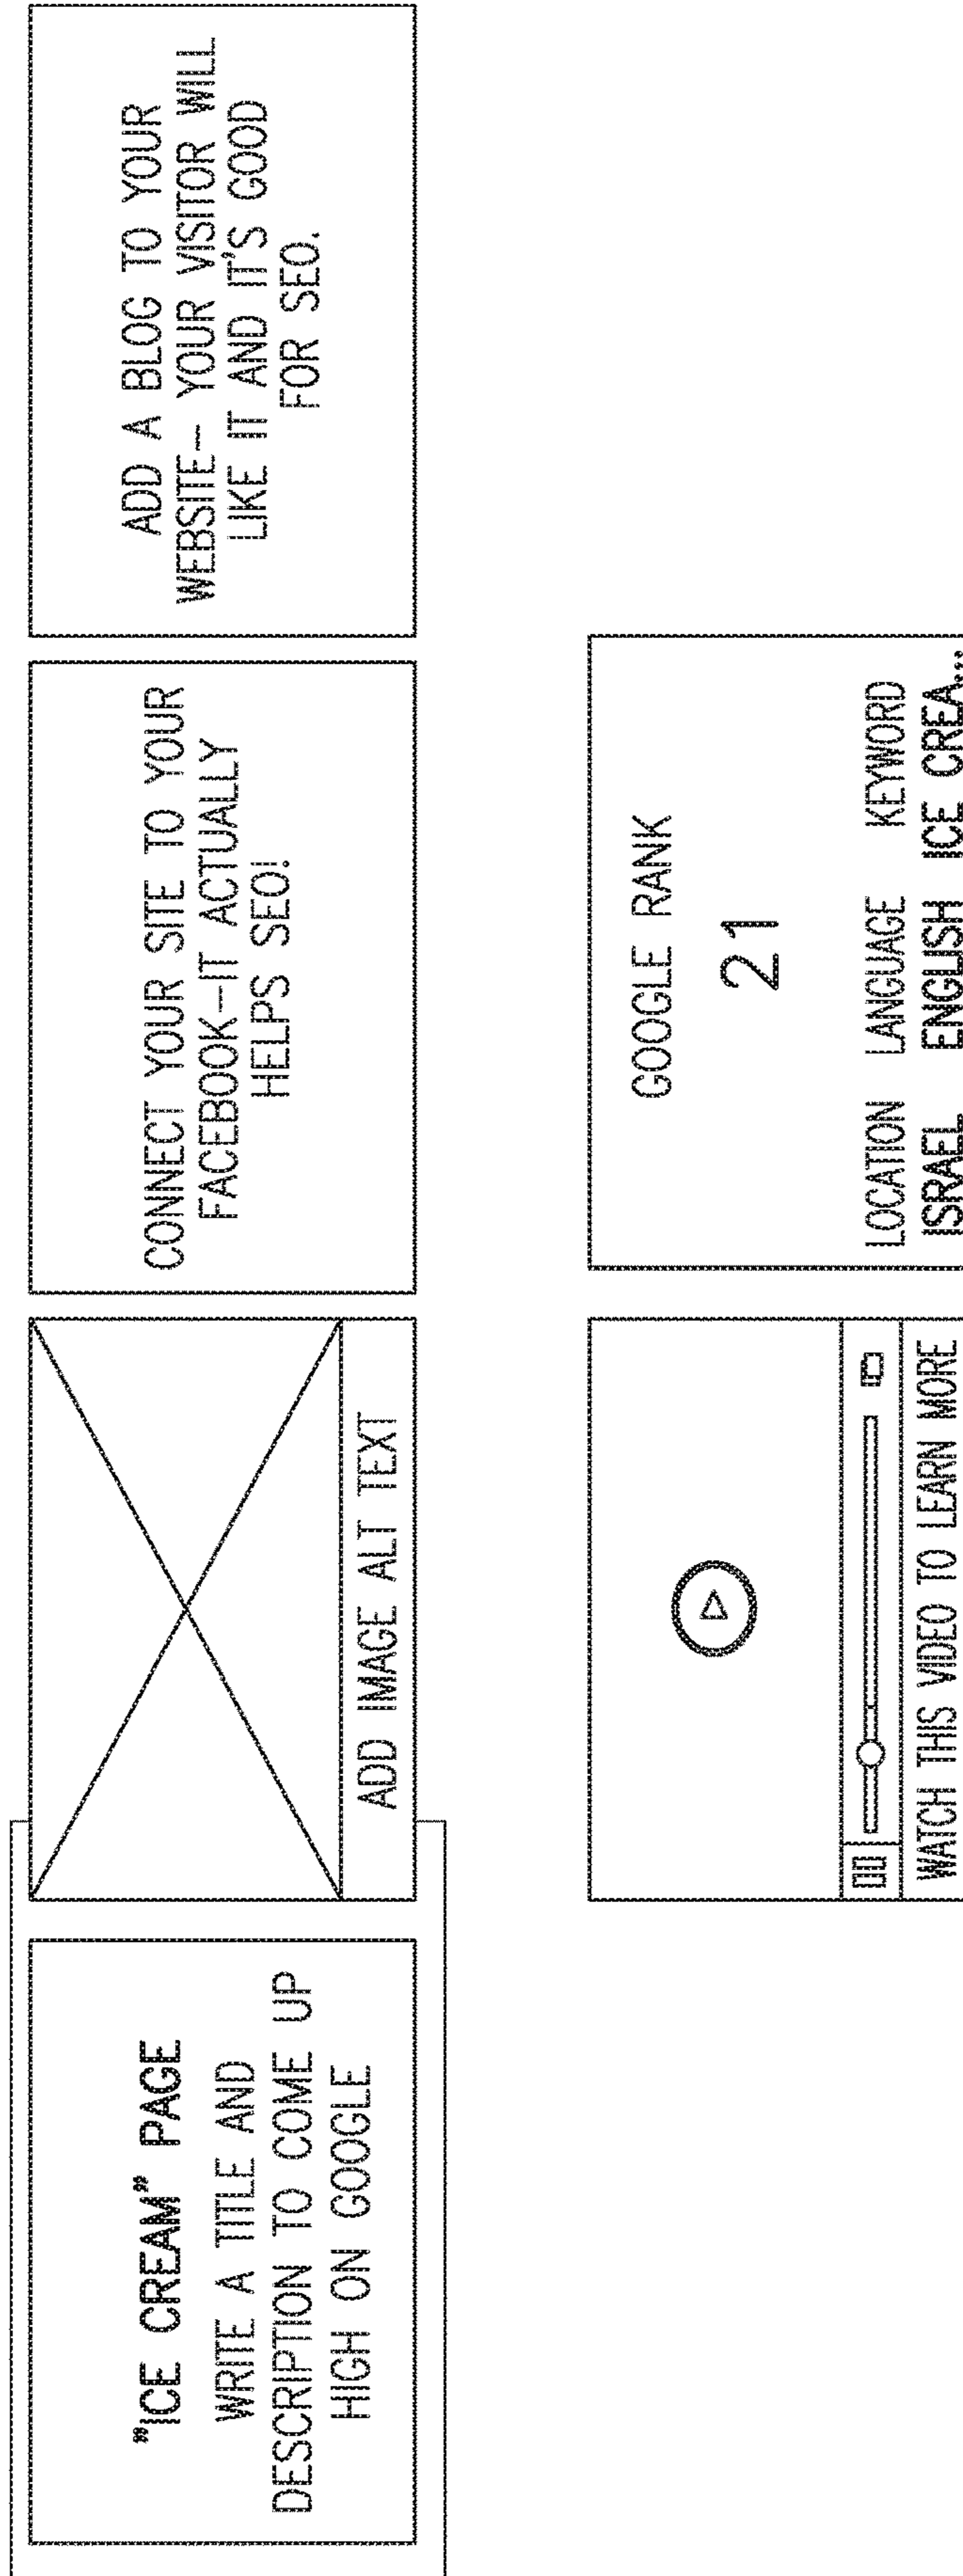 "ICE CREAM" PAGE
WRITE A TITLE AND
DESCRIPTION TO COME UP
HIGH ON GOOGLE
ADD IMAGE ALT TEXT
CONNECT YOUR SITE TO YOUR
FACEBOOK-IT ACTUALLY
HELPS SEO!
ADD A BLOG TO YOUR
WEBSITE- YOUR VISITOR WILL
LIKE IT AND IT'S GOOD
FOR SEO.
WATCH THIS VIDEO TO LEARN MORE
GOOGLE RANK
21
LOCATION LANGUAGE KEYWORD
ISRAEL ENGLISH ICE CREA...